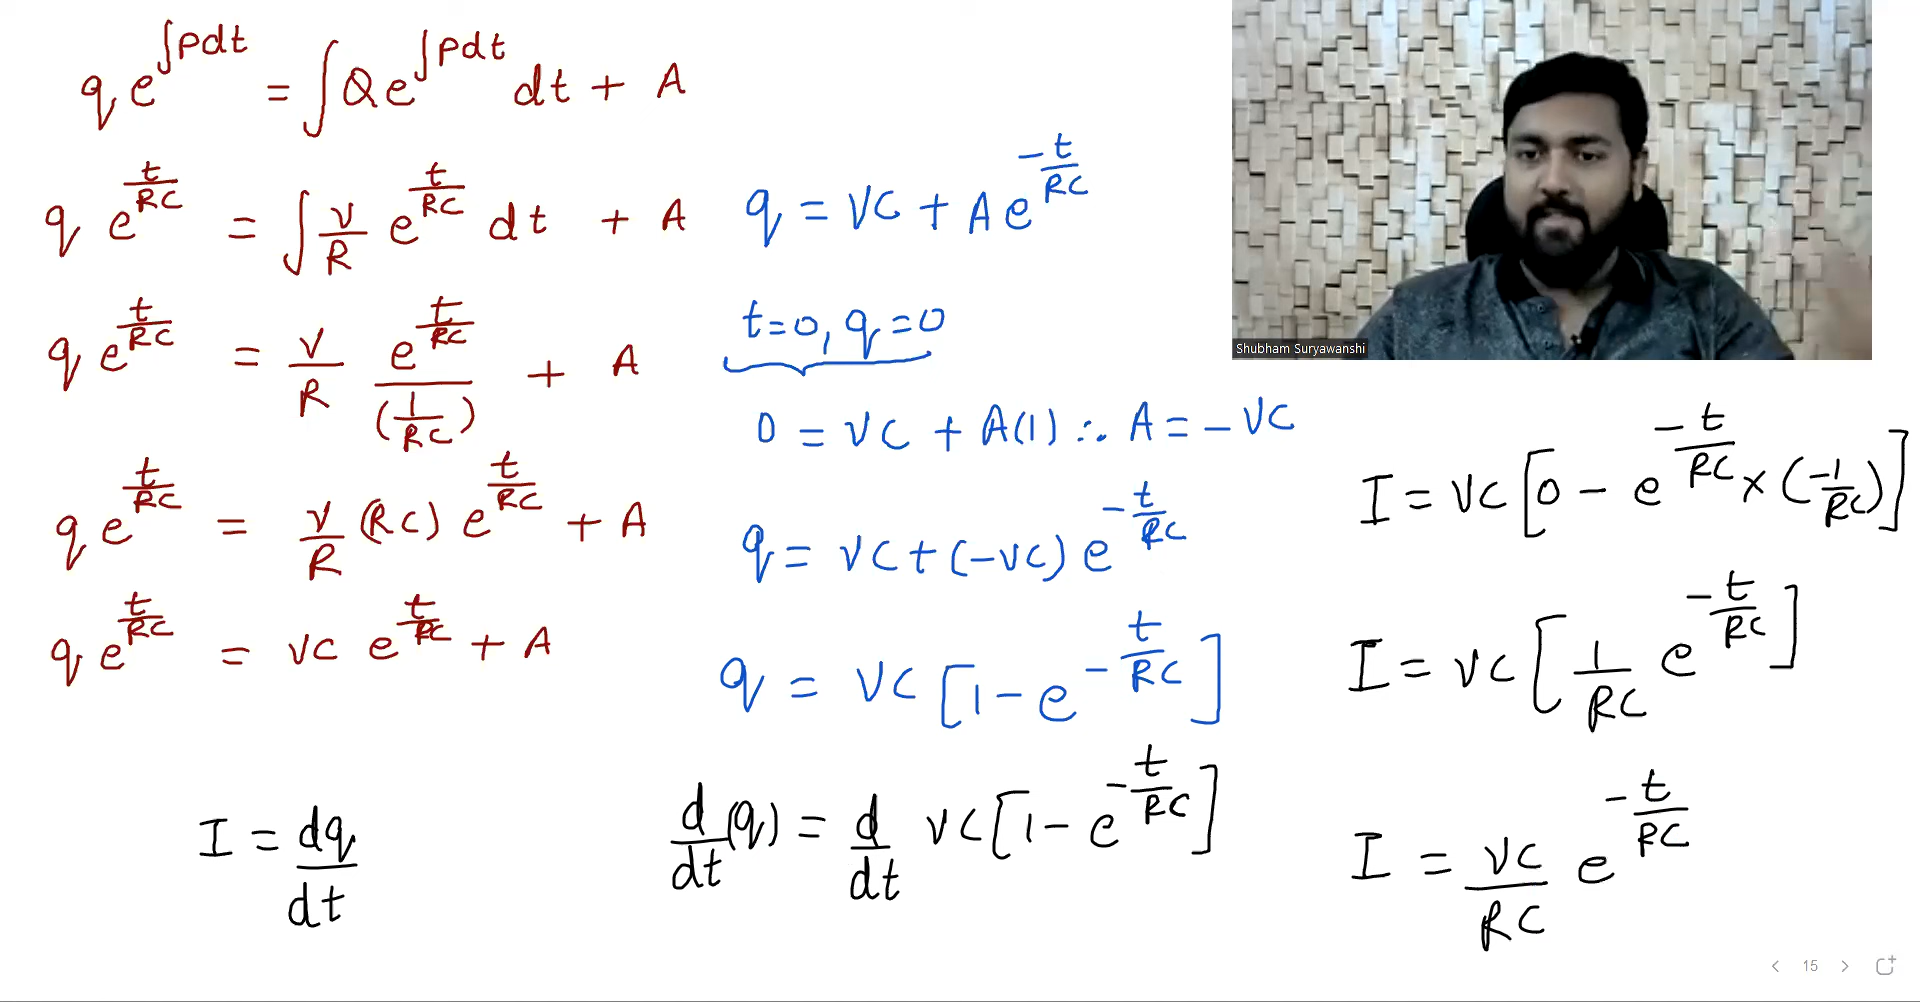 q e^{∫pdt} = ∫Q e^{∫pdt} dt + A
q e^{t/RC} = ∫ V/R e^{t/RC} dt + A
q e^{t/RC} = V/R e^{t/RC}/(1/RC) + A
q e^{t/RC} = V/R (RC) e^{t/RC} + A
q e^{t/RC} = VC e^{t/RC} + A
I = dq/dt
q = VC + A e^{-t/RC}
t=0, q=0
0 = VC + A(1) ∴ A = -VC
q = VC + (-VC) e^{-t/RC}
q = VC [1 - e^{-t/RC}]
d/dt (q) = d/dt VC [1 - e^{-t/RC}]
Shubham Suryawanshi
I = VC [0 - e^{-t/RC} × (-1/RC)]
I = VC [1/RC e^{-t/RC}]
I = VC/RC e^{-t/RC}
15